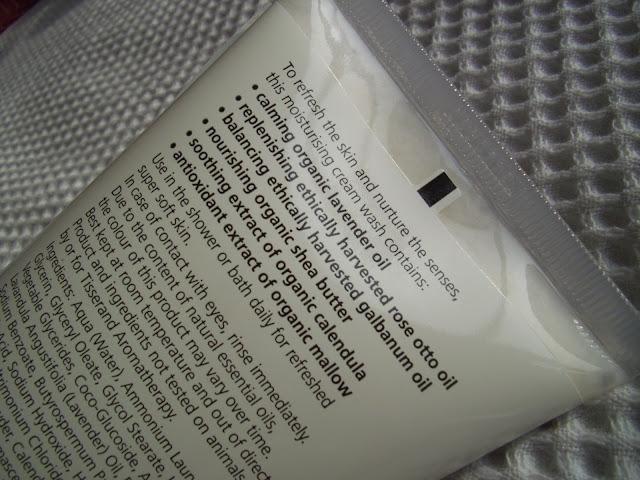 To refresh the skin and nurture the senses,
this moisturising cream wash contains:
• calming organic lavender oil
• replenishing ethically harvested rose otto oil
• balancing ethically harvested galbanum oil
• nourishing organic shea butter
• soothing extract of organic calendula
• antioxidant extract of organic mallow
Use in the shower or bath daily for refreshed
super soft skin.
In case of contact with eyes, rinse immediately.
Due to the content of natural essential oils,
the colour of this product may vary over time.
Product and ingredients not tested on animals
Best kept at room temperature and out of direct
by or for Tisserand Aromatherapy.
Ingredients: Aqua (Water), Ammonium
Glycerin, Glyceryl Oleate, Glycol Stearate,
Vegetable Glycerides, Coco Glucoside,
Lavandula Angustifolia (Lavender) Oil,
Sodium Benzoate, Butyrospermum
Sodium Hydroxide,
Chloride